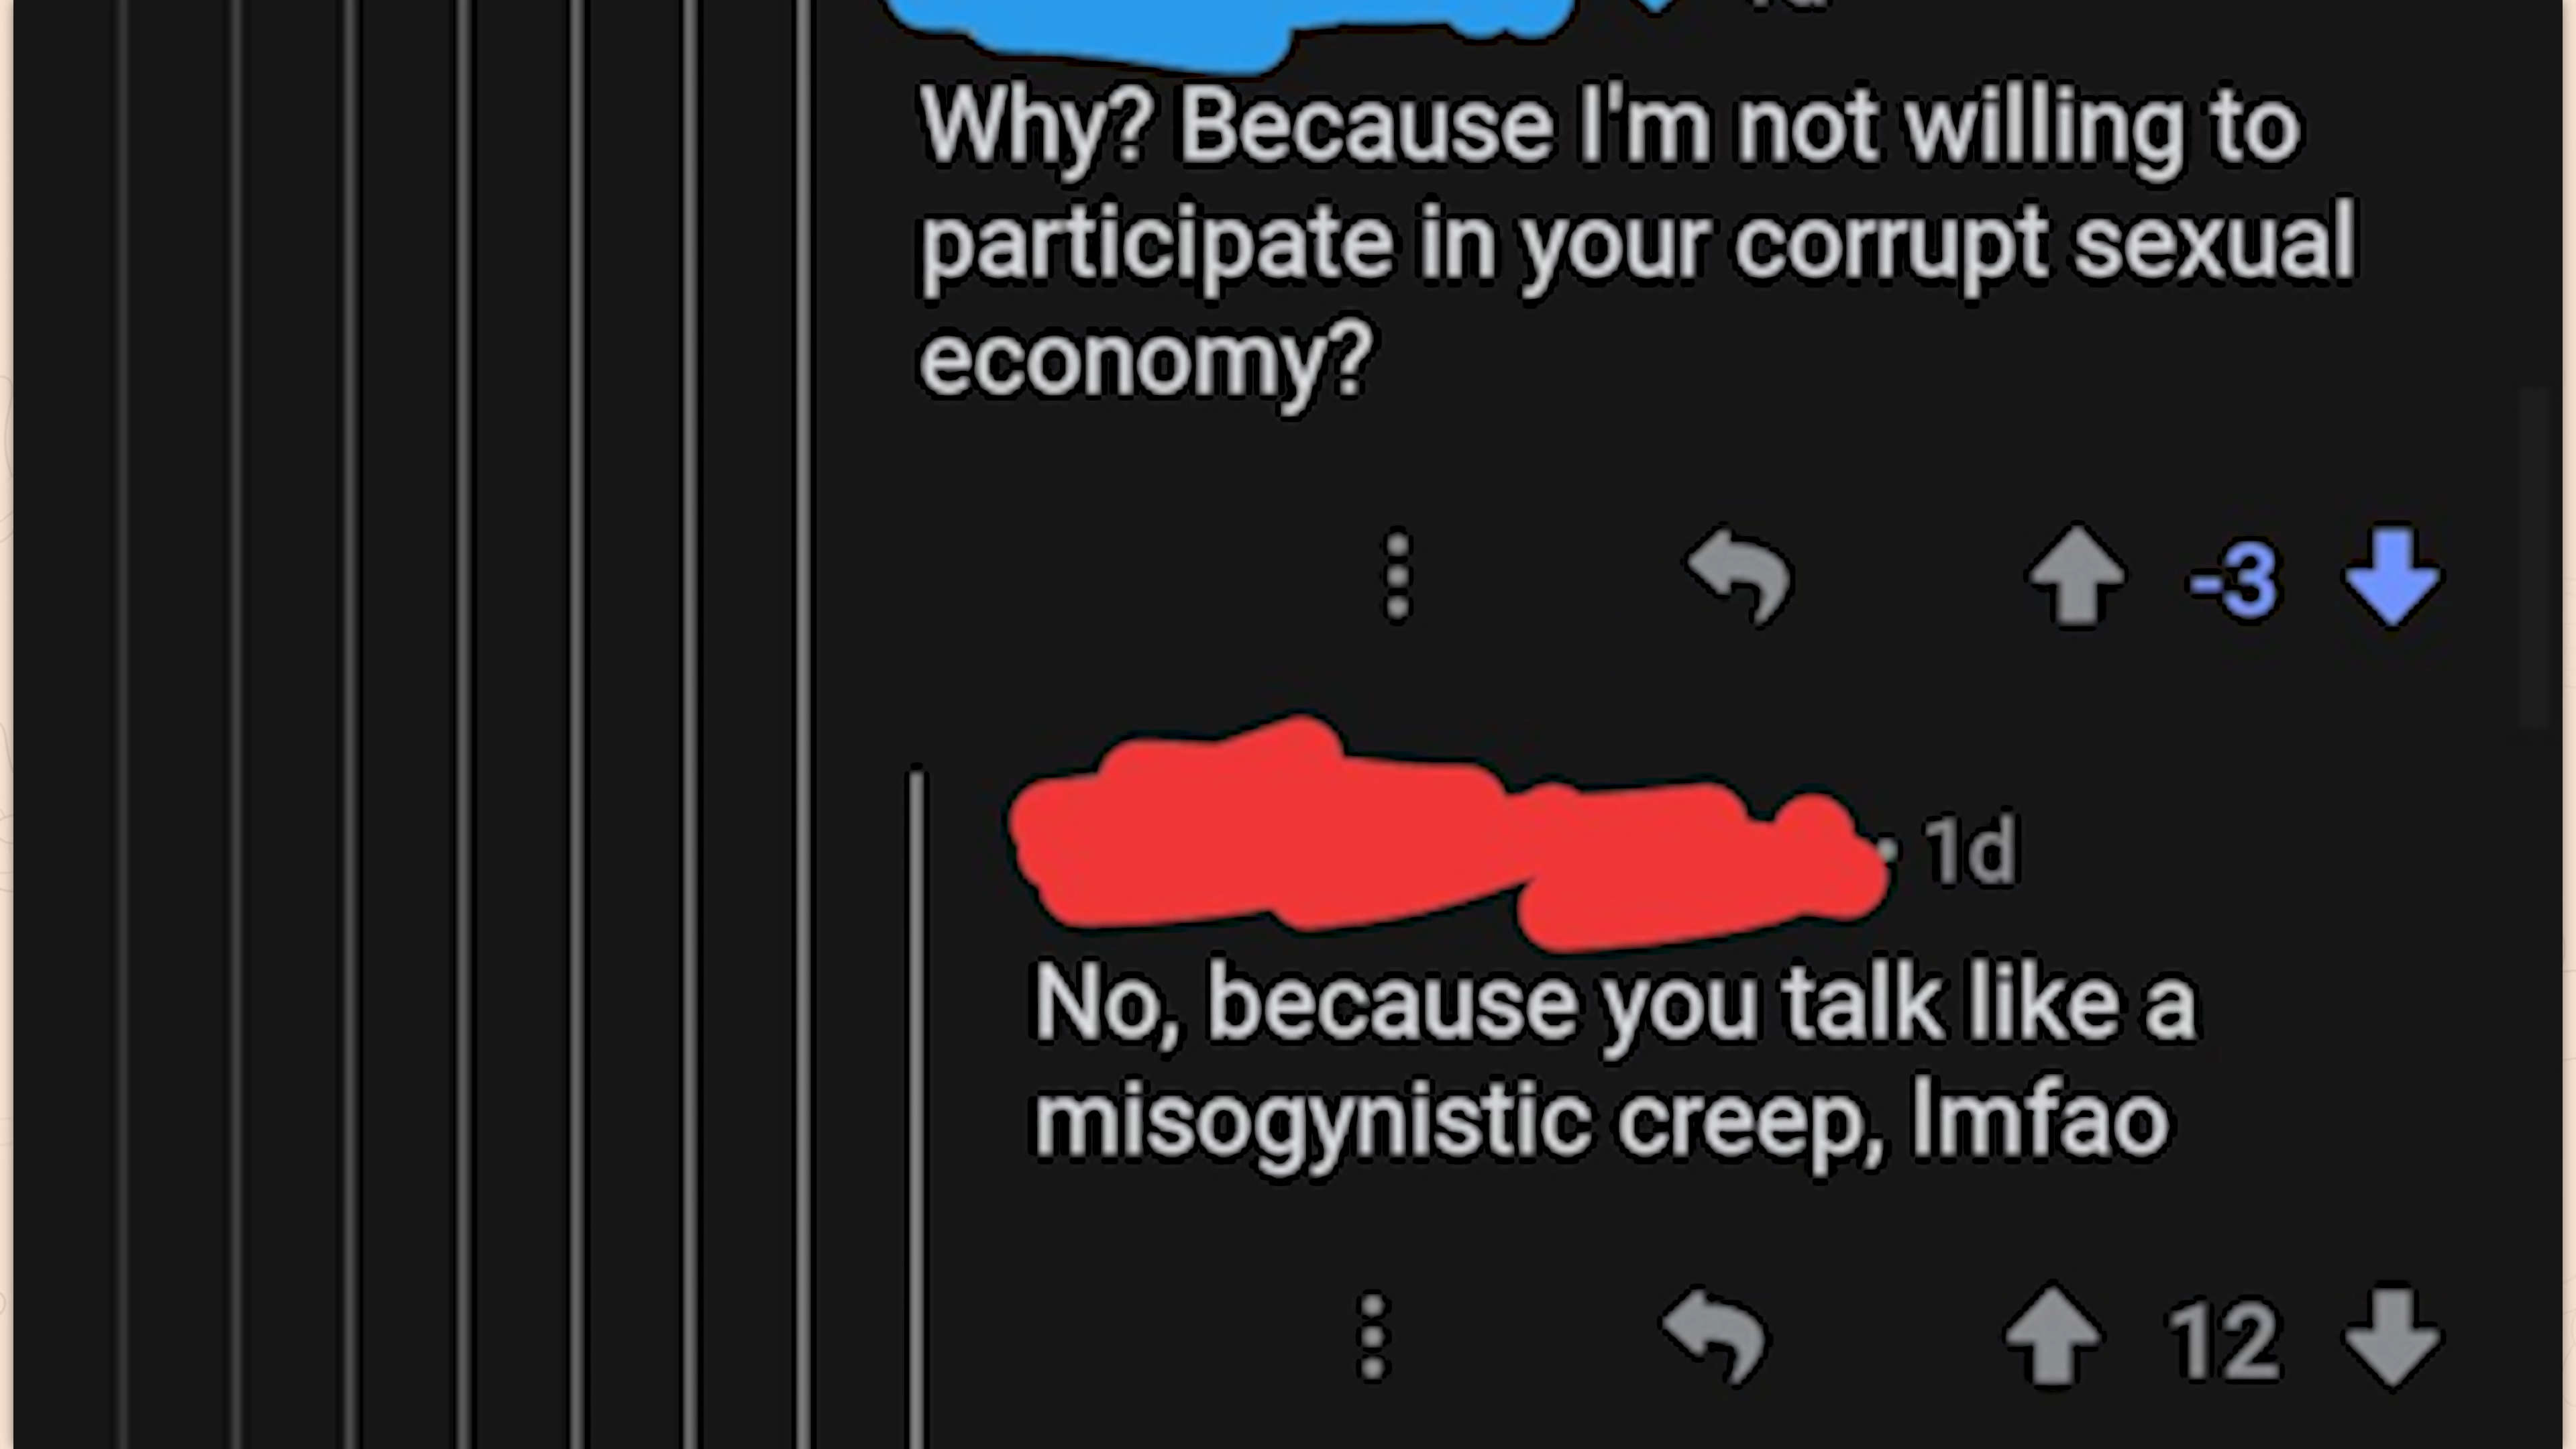 Why? Because I'm not willing to
participate in your corrupt sexual
economy?
-3
1d
No, because you talk like a
misogynistic creep, lmfao
12